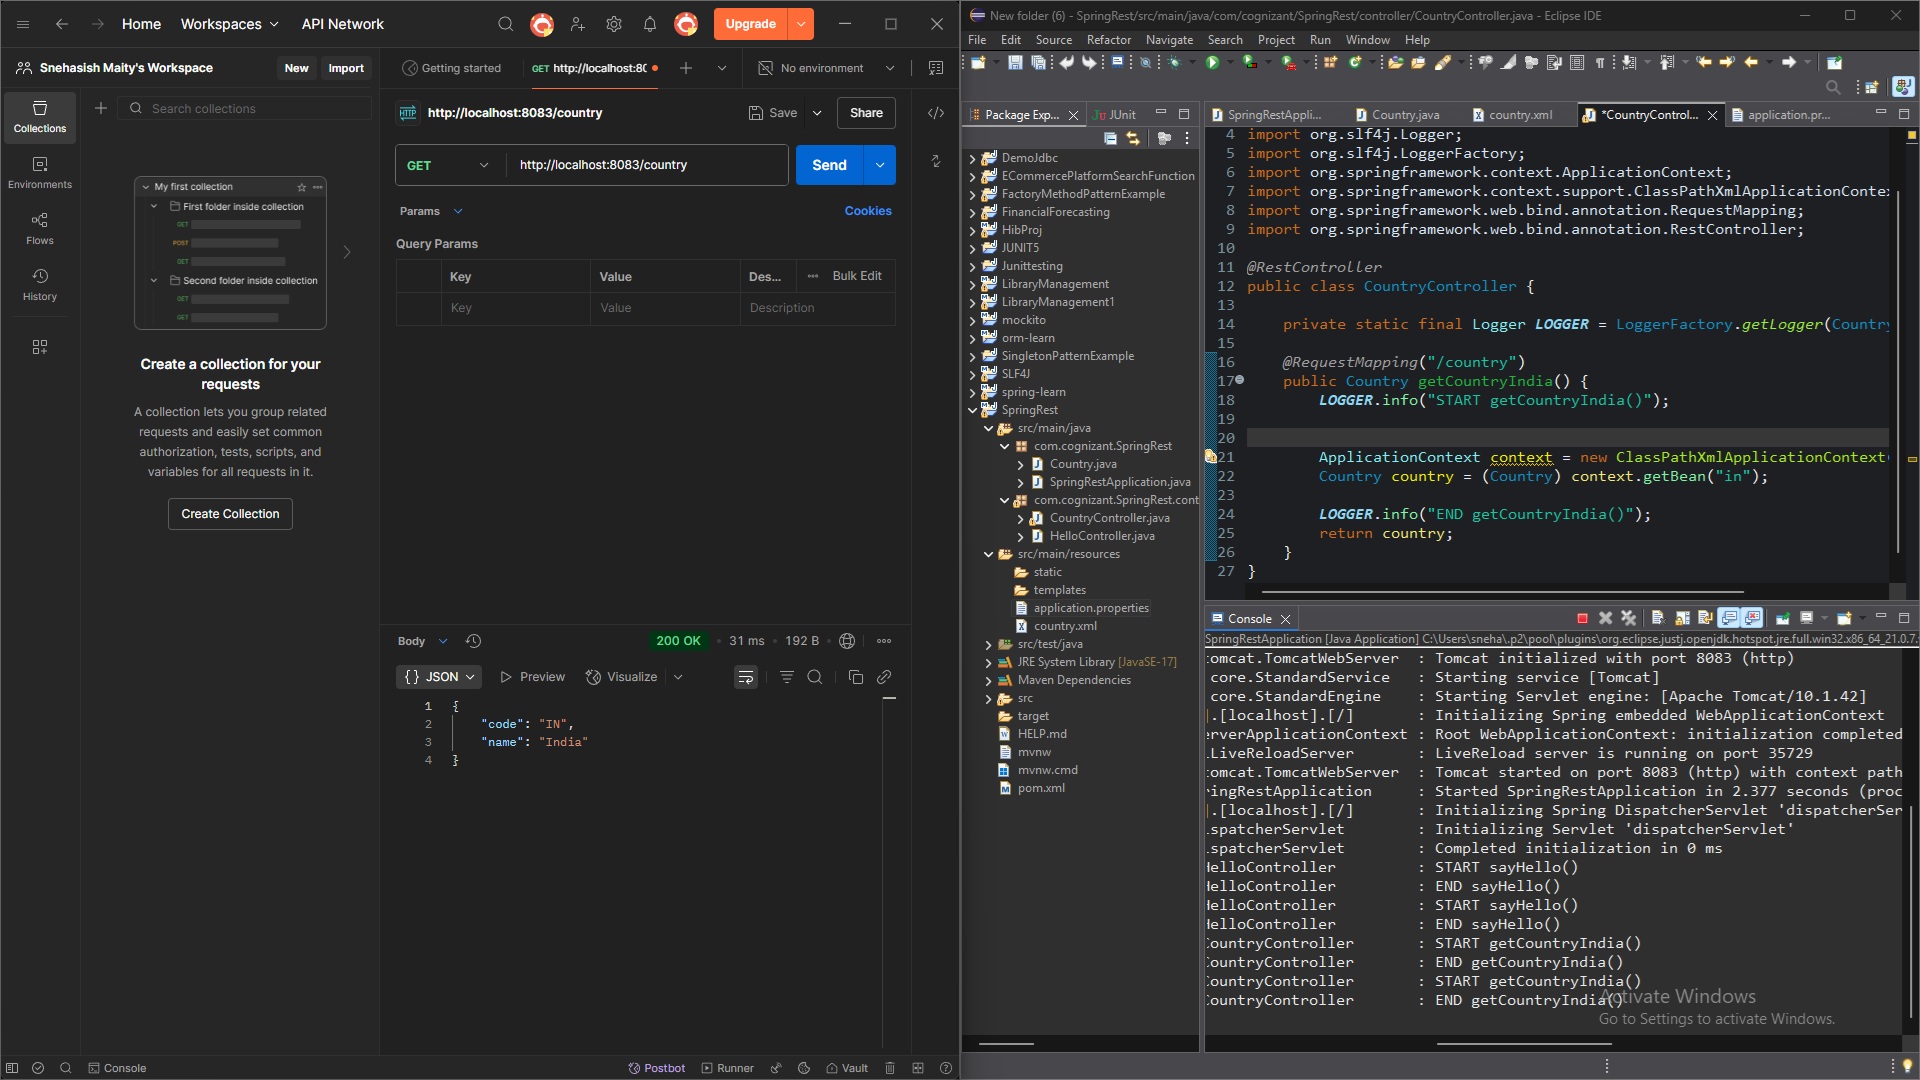 Home
Workspaces
API Network
Upgrade
Snehasish Maity's Workspace
New
Import
Getting started
GET http://localhost:8
No environment
Collections
Search collections
Environments
Flows
History
My first collection
First folder inside collection
GET
POST
GET
Second folder inside collection
GET
GET
Create a collection for your
requests
A collection lets you group related
requests and easily set common
authorization, tests, scripts, and
variables for all requests in it.
Create Collection
HTTP
http://localhost:8083/country
Save
Share
GET
http://localhost:8083/country
Send
Params
Cookies
Query Params
Key
Value
Des...
Bulk Edit
Key
Value
Description
Body
200 OK
31 ms
192 B
{} JSON
Preview
Visualize
1 {
2 "code": "IN",
3 "name": "India"
4 }
Console
Postbot
Runner
Vault
New folder (6) - SpringRest/src/main/java/com/cognizant/SpringRest/controller/CountryController.java - Eclipse IDE
File Edit Source Refactor Navigate Search Project Run Window Help
Package Exp...
JUnit
DemoJdbc
ECommercePlatformSearchFunction
FactoryMethodPatternExample
FinancialForecasting
HibProj
JUNIT5
Junittesting
LibraryManagement
LibraryManagement1
mockito
orm-learn
SingletonPatternExample
SLF4J
spring-learn
SpringRest
src/main/java
com.cognizant.SpringRest
Country.java
SpringRestApplication.java
com.cognizant.SpringRest.cont
CountryController.java
HelloController.java
src/main/resources
static
templates
application.properties
country.xml
src/test/java
JRE System Library [JavaSE-17]
Maven Dependencies
src
target
HELP.md
mvnw
mvnw.cmd
pom.xml
SpringRestAppli...
Country.java
country.xml
*CountryControl...
application.pr...
4 import org.slf4j.Logger;
5 import org.slf4j.LoggerFactory;
6 import org.springframework.context.ApplicationContext;
7 import org.springframework.context.support.ClassPathXmlApplicationConte
8 import org.springframework.web.bind.annotation.RequestMapping;
9 import org.springframework.web.bind.annotation.RestController;
10
11 @RestController
12 public class CountryController {
13
14 private static final Logger LOGGER = LoggerFactory.getLogger(Country
15
16 @RequestMapping("/country")
17 public Country getCountryIndia() {
18 LOGGER.info("START getCountryIndia()");
19
20
21 ApplicationContext context = new ClassPathXmlApplicationContext
22 Country country = (Country) context.getBean("in");
23
24 LOGGER.info("END getCountryIndia()");
25 return country;
26 }
27 }
Console
SpringRestApplication [Java Application] C:\Users\sneha\.p2\pool\plugins\org.eclipse.justj.openjdk.hotspot.jre.full.win32.x86_64_21.0.7.
tomcat.TomcatWebServer : Tomcat initialized with port 8083 (http)
core.StandardService : Starting service [Tomcat]
core.StandardEngine : Starting Servlet engine: [Apache Tomcat/10.1.42]
.[localhost].[/] : Initializing Spring embedded WebApplicationContext
erverApplicationContext : Root WebApplicationContext: initialization completed
.LiveReloadServer : LiveReload server is running on port 35729
tomcat.TomcatWebServer : Tomcat started on port 8083 (http) with context path
ringRestApplication : Started SpringRestApplication in 2.377 seconds (proc
.[localhost].[/] : Initializing Spring DispatcherServlet 'dispatcherSer
spatcherServlet : Initializing Servlet 'dispatcherServlet'
spatcherServlet : Completed initialization in 0 ms
HelloController : START sayHello()
HelloController : END sayHello()
HelloController : START sayHello()
HelloController : END sayHello()
CountryController : START getCountryIndia()
CountryController : END getCountryIndia()
CountryController : START getCountryIndia()
CountryController : END getCountryIndia()
Activate Windows
Go to Settings to activate Windows.